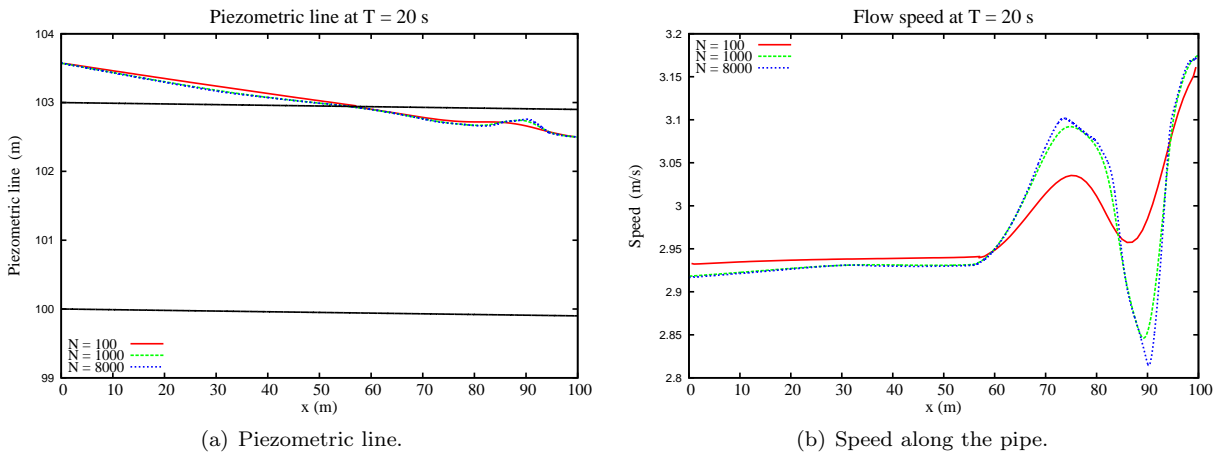 Piezometric line at T = 20 s
104
103
102
101
100
99
Piezometric line (m)
N = 100
N = 1000
N = 8000
0 10 20 30 40 50 60 70 80 90 100
x (m)
(a) Piezometric line.
Flow speed at T = 20 s
3.2
3.15
3.1
3.05
3
2.95
2.9
2.85
2.8
Speed (m/s)
N = 100
N = 1000
N = 8000
0 10 20 30 40 50 60 70 80 90 100
x (m)
(b) Speed along the pipe.